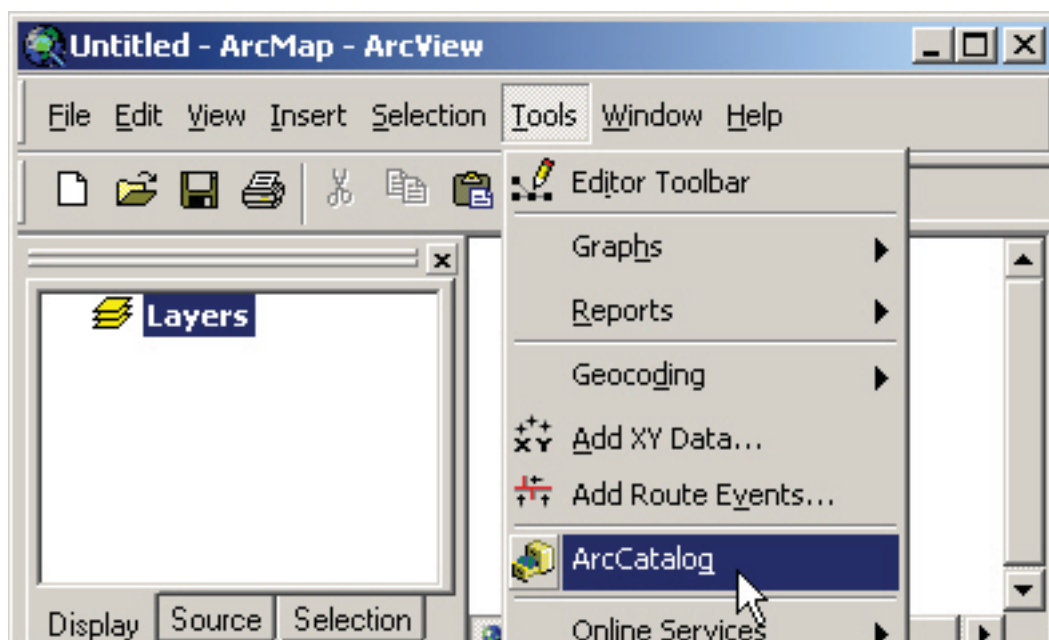 Untitled - ArcMap - ArcView
File Edit View Insert Selection Tools Window Help
Editor Toolbar
Graphs
Layers
Reports
Geocoding
XY Add XY Data...
Add Route Events...
ArcCatalog
Display Source Selection
Online Services